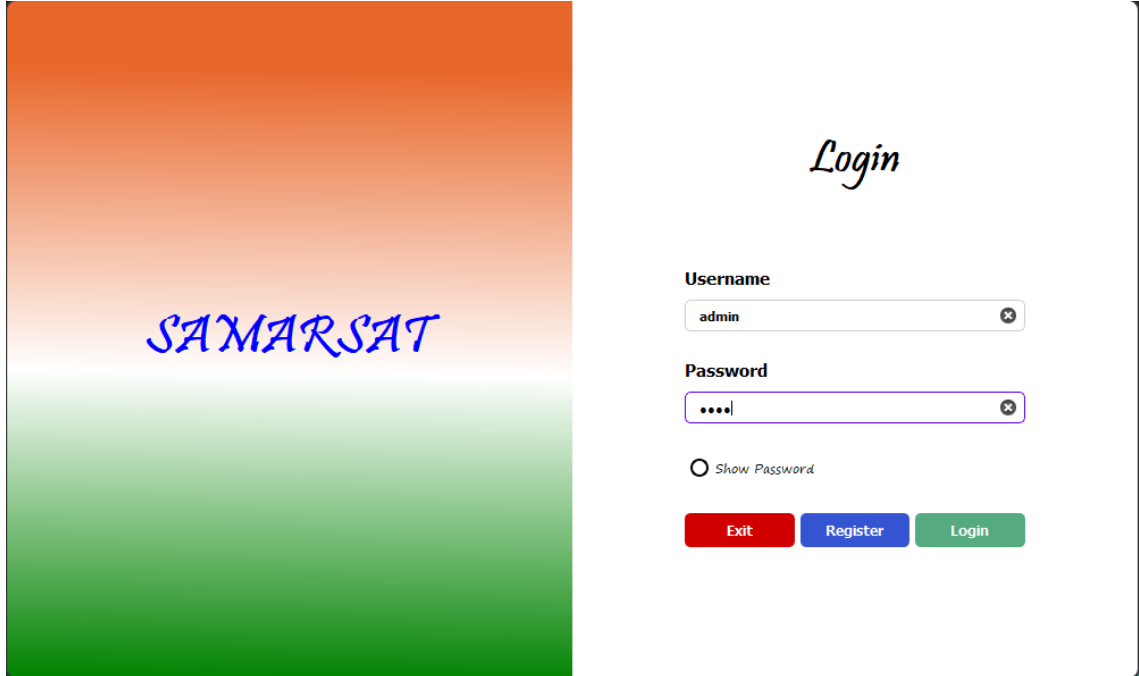 SAMARSAT
Login
Username
admin
Password
••••
Show Password
Exit Register Login